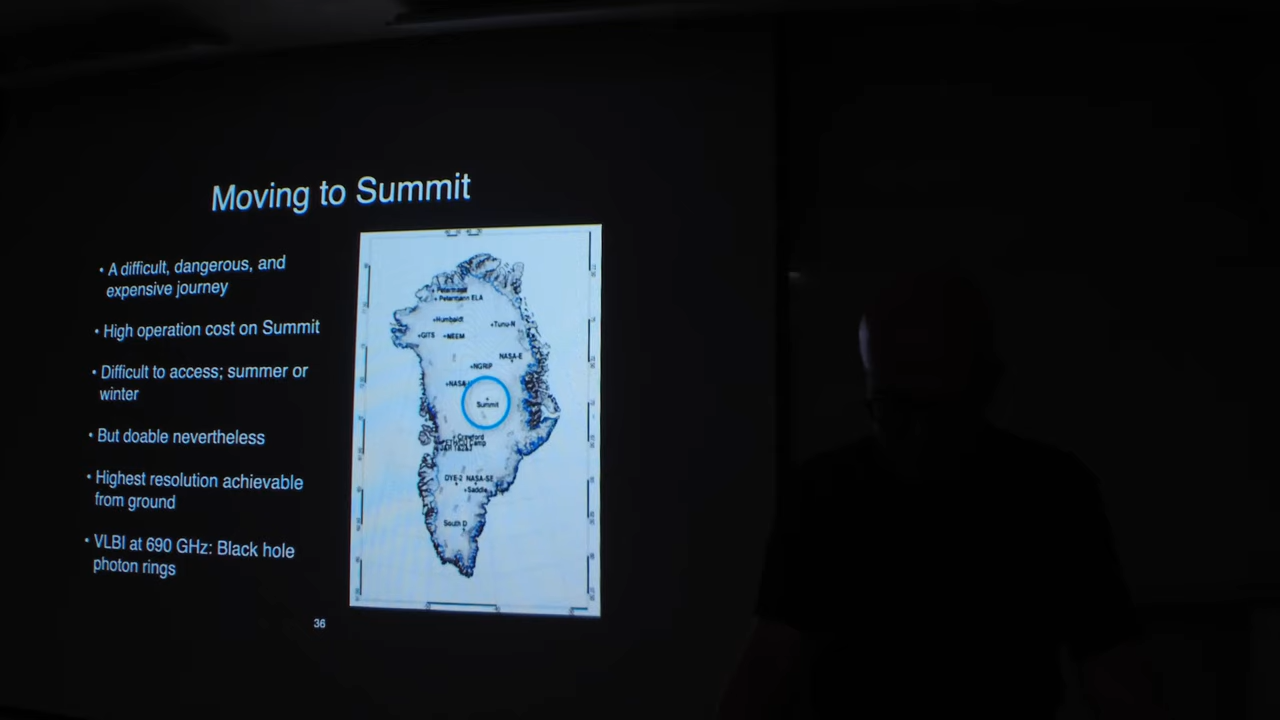 Moving to Summit
• A difficult, dangerous, and
expensive journey
• High operation cost on Summit
• Difficult to access; summer or
winter
• But doable nevertheless
• Highest resolution achievable
from ground
• VLBI at 690 GHz: Black hole
photon rings
Petermann ELA
Humboldt
Tunu-N
GITS
NEEM
NASA-E
NGRIP
Summit
Crawford
DYE-2
NASA-SE
Saddle
South D
36